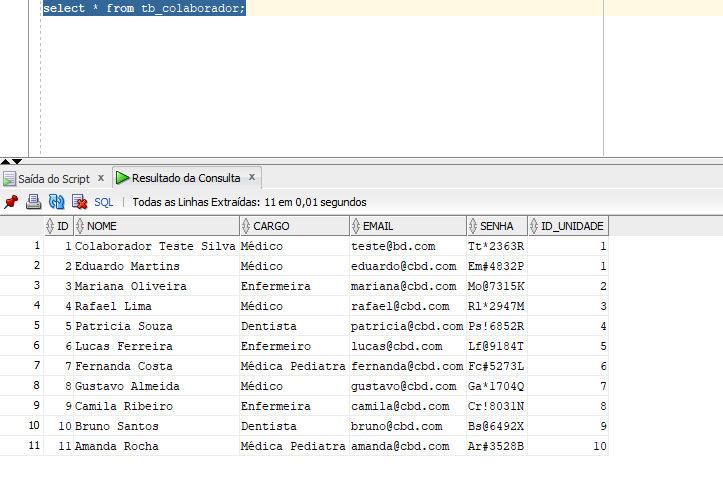 select * from tb_colaborador;
Saída do Script x Resultado da Consulta x
SQL | Todas as Linhas Extraídas: 11 em 0,01 segundos
ID NOME CARGO EMAIL SENHA ID_UNIDADE
1 1 Colaborador Teste Silva Médico teste@bd.com Tt*2363R 1
2 2 Eduardo Martins Médico eduardo@cbd.com Em#4832P 1
3 3 Mariana Oliveira Enfermeira mariana@cbd.com Mo@7315K 2
4 4 Rafael Lima Médico rafael@cbd.com Rl*2947M 3
5 5 Patricia Souza Dentista patricia@cbd.com Ps!6852R 4
6 6 Lucas Ferreira Enfermeiro lucas@cbd.com Lf@9184T 5
7 7 Fernanda Costa Médica Pediatra fernanda@cbd.com Fc#5273L 6
8 8 Gustavo Almeida Médico gustavo@cbd.com Ga*1704Q 7
9 9 Camila Ribeiro Enfermeira camila@cbd.com Cr!8031N 8
10 10 Bruno Santos Dentista bruno@cbd.com Bs@6492X 9
11 11 Amanda Rocha Médica Pediatra amanda@cbd.com Ar#3528B 10